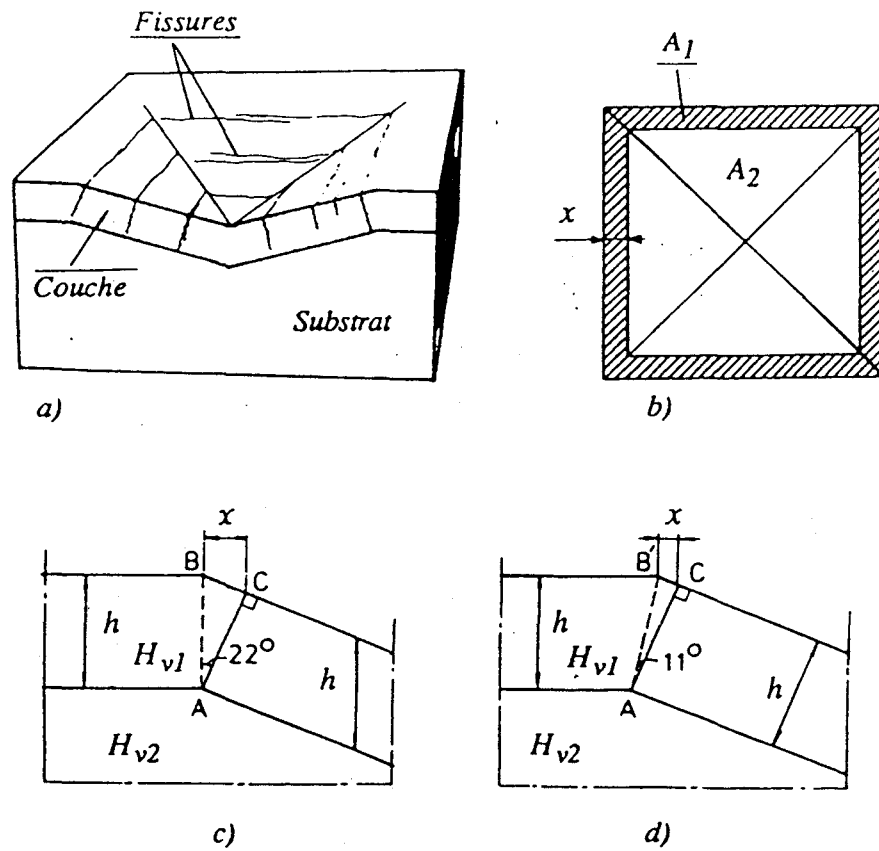 Fissures
Couche
Substrat
a)
A1
A2
x
b)
x
B
C
h
Hv1
22°
h
A
Hv2
c)
x
B'
C
h
Hv1
11°
h
A
Hv2
d)